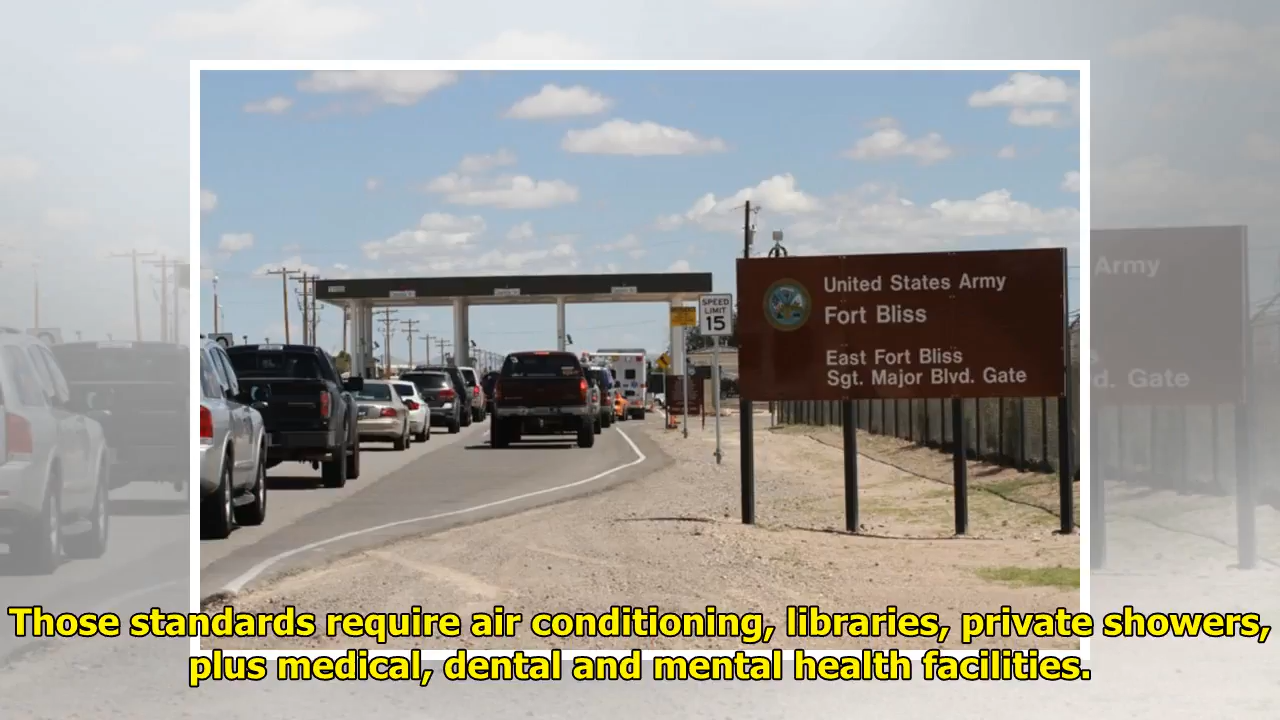 United States Army
Fort Bliss
East Fort Bliss
Sgt. Major Blvd. Gate
SPEED
LIMIT
15
Army
d. Gate
Those standards require air conditioning, libraries, private showers,
plus medical, dental and mental health facilities.